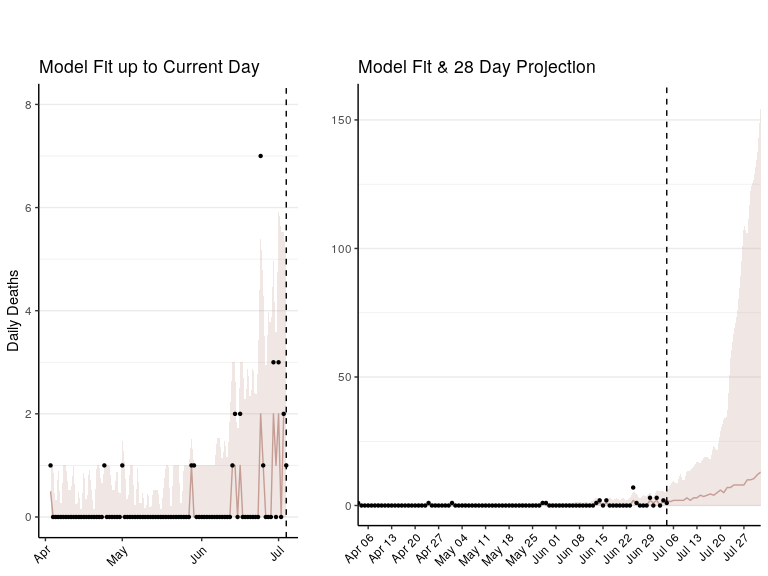 Model Fit up to Current Day
Daily Deaths
8
6
4
2
0
Apr
May
Jun
Jul
Model Fit & 28 Day Projection
150
100
50
0
Apr 06
Apr 13
Apr 20
Apr 27
May 04
May 11
May 18
May 25
Jun 01
Jun 08
Jun 15
Jun 22
Jun 29
Jul 06
Jul 13
Jul 20
Jul 27